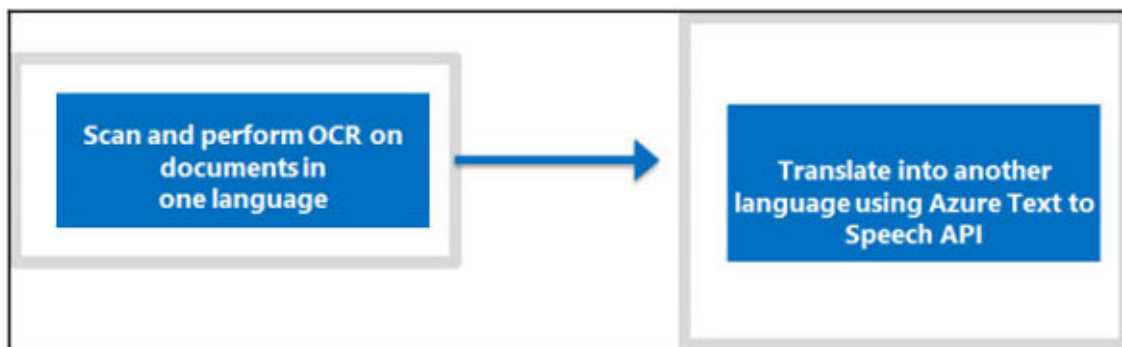 Scan and perform OCR on
documents in
one language
Translate into another
language using Azure Text to
Speech API